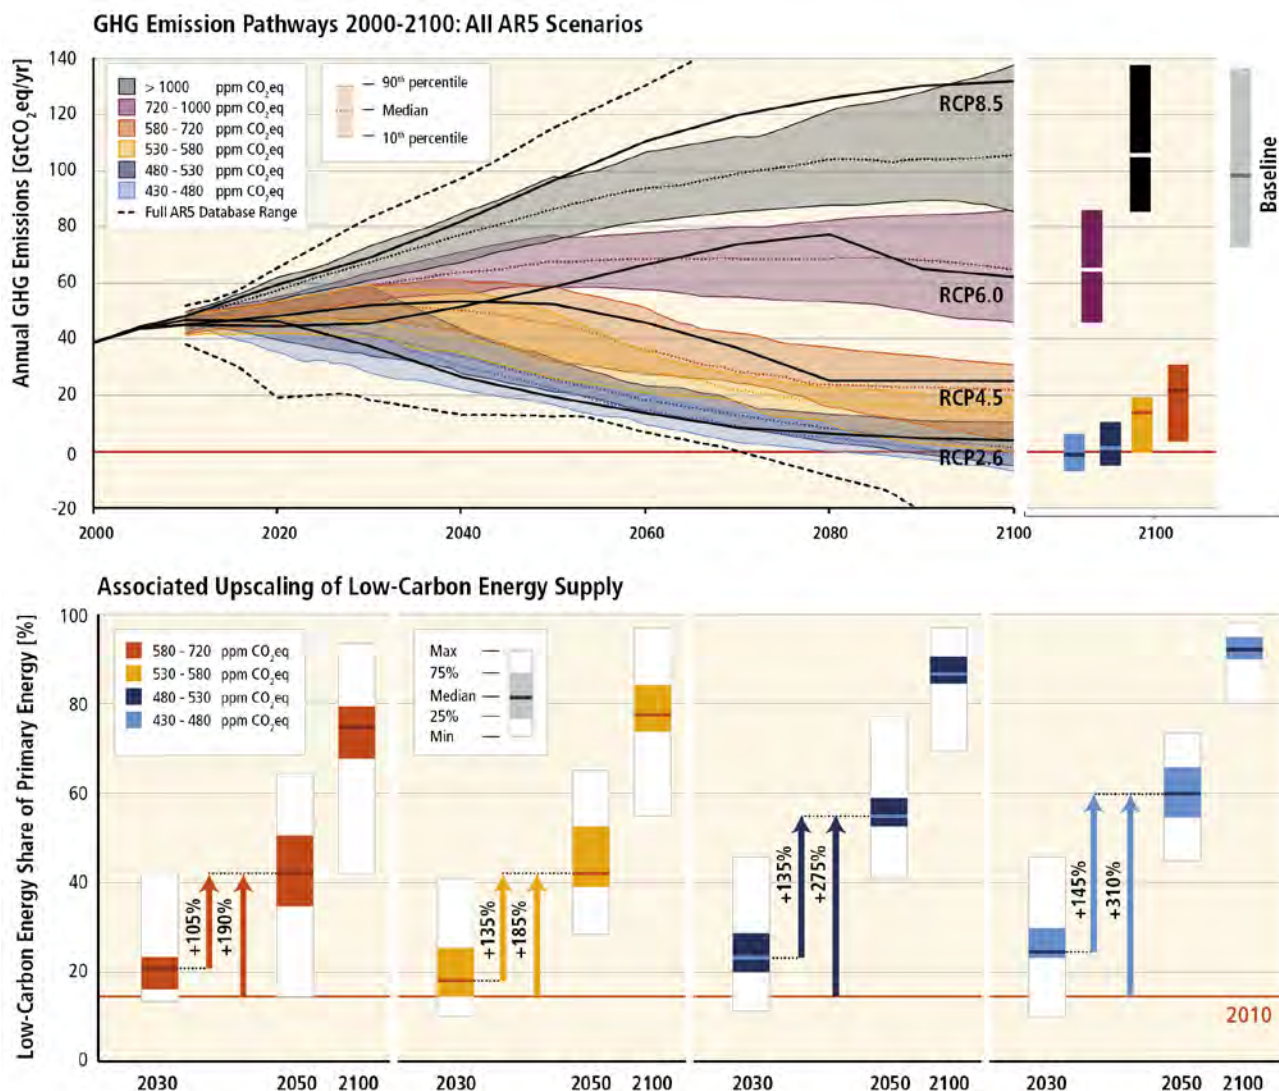 GHG Emission Pathways 2000-2100: All AR5 Scenarios
Annual GHG Emissions [GtCO₂eq/yr]
140
120
100
80
60
40
20
0
-20
> 1000 ppm CO₂eq
720 - 1000 ppm CO₂eq
580 - 720 ppm CO₂eq
530 - 580 ppm CO₂eq
480 - 530 ppm CO₂eq
430 - 480 ppm CO₂eq
Full AR5 Database Range
90th percentile
Median
10th percentile
RCP8.5
RCP6.0
RCP4.5
RCP2.6
Baseline
2000 2020 2040 2060 2080 2100 2100
Associated Upscaling of Low-Carbon Energy Supply
Low-Carbon Energy Share of Primary Energy [%]
100
80
60
40
20
0
580 - 720 ppm CO₂eq
530 - 580 ppm CO₂eq
480 - 530 ppm CO₂eq
430 - 480 ppm CO₂eq
Max
75%
Median
25%
Min
+105%
+190%
+135%
+185%
+135%
+275%
+145%
+310%
2010
2030 2050 2100 2030 2050 2100 2030 2050 2100 2030 2050 2100